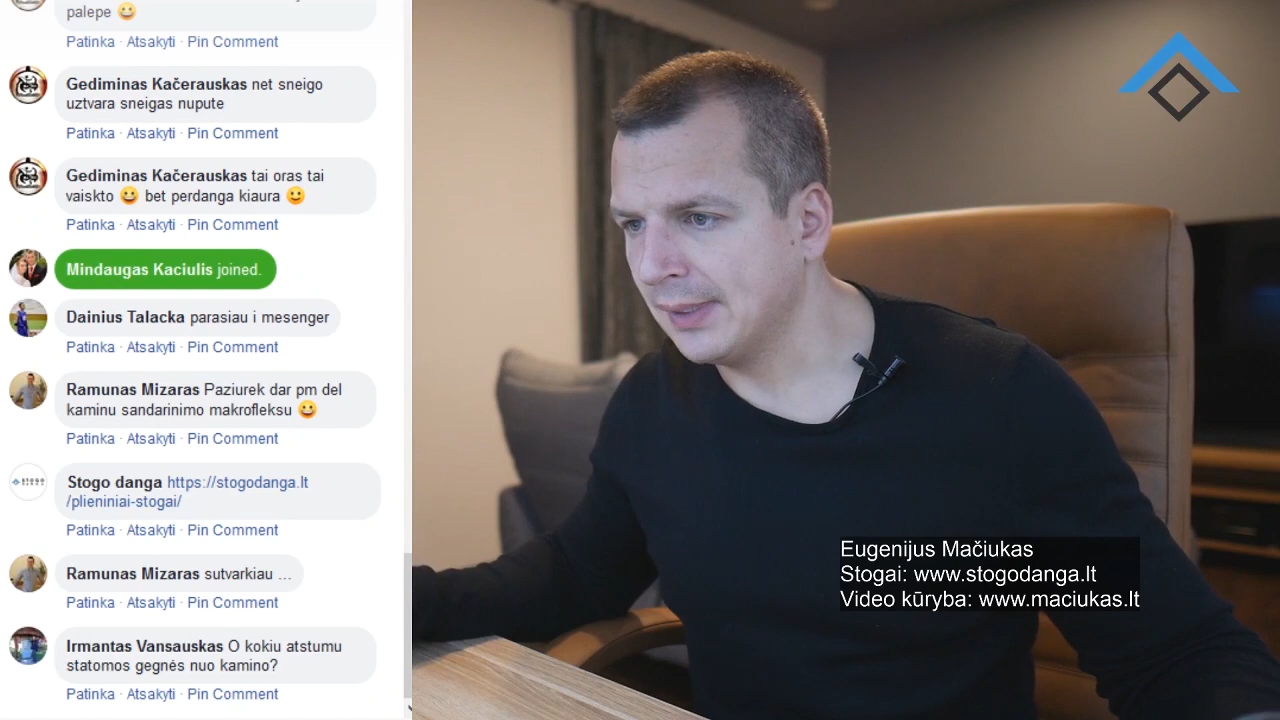 palepe 😀
Patinka · Atsakyti · Pin Comment
Gediminas Kačerauskas net sneigo
uztvara sneigas nupute
Patinka · Atsakyti · Pin Comment
Gediminas Kačerauskas tai oras tai
vaiksto 😀 bet perdanga kiaura 🙂
Patinka · Atsakyti · Pin Comment
Mindaugas Kaciulis joined.
Dainius Talacka parasiau i mesenger
Patinka · Atsakyti · Pin Comment
Ramunas Mizaras Paziurek dar pm del
kaminu sandarinimo makrofleksu 😀
Patinka · Atsakyti · Pin Comment
Stogo danga https://stogodanga.lt
/plieniniai-stogai/
Patinka · Atsakyti · Pin Comment
Ramunas Mizaras sutvarkiau ...
Patinka · Atsakyti · Pin Comment
Irmantas Vansauskas O kokiu atstumu
statomos gegnės nuo kamino?
Patinka · Atsakyti · Pin Comment
Eugenijus Mačiukas
Stogai: www.stogodanga.lt
Video kūryba: www.maciukas.lt